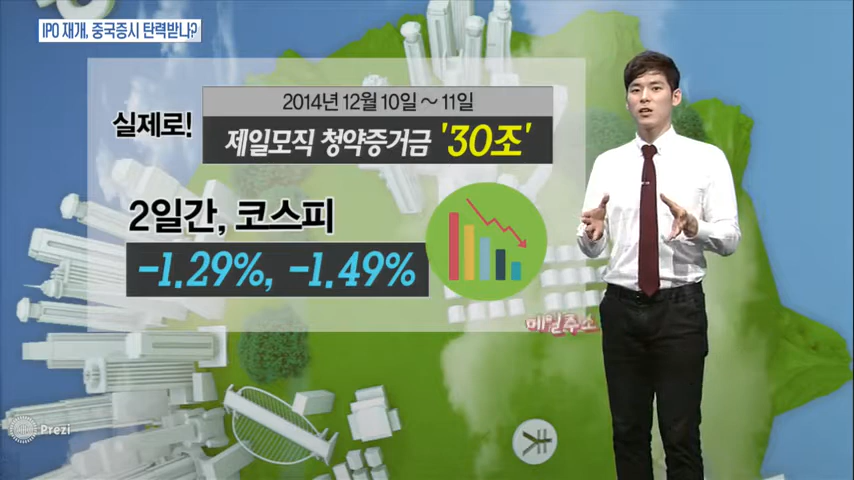 IPO 재개, 중국증시 탄력받나?
실제로!
2014년 12월 10일 ~ 11일
제일모직 청약증거금 '30조'
2일간, 코스피
-1.29%, -1.49%
메일주소
Prezi